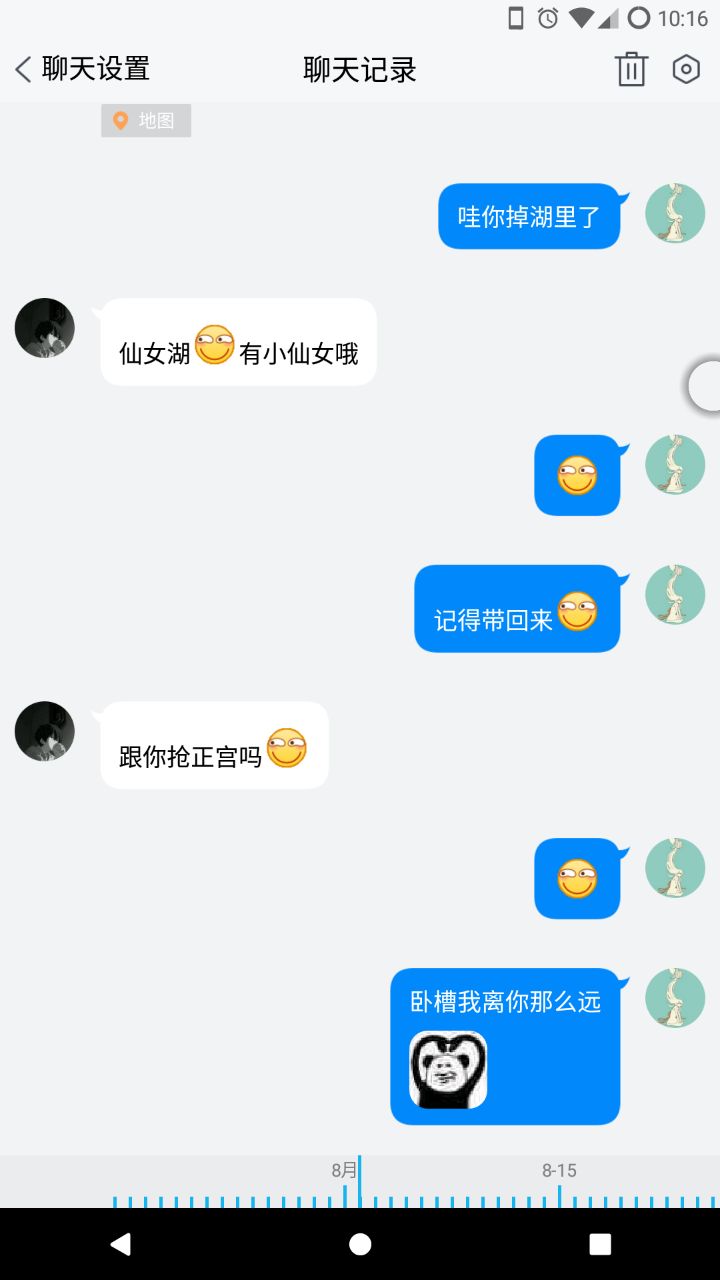 10:16
聊天设置
聊天记录
地图
哇你掉湖里了
仙女湖 有小仙女哦
记得带回来
跟你抢正宫吗
卧槽我离你那么远
8月
8-15